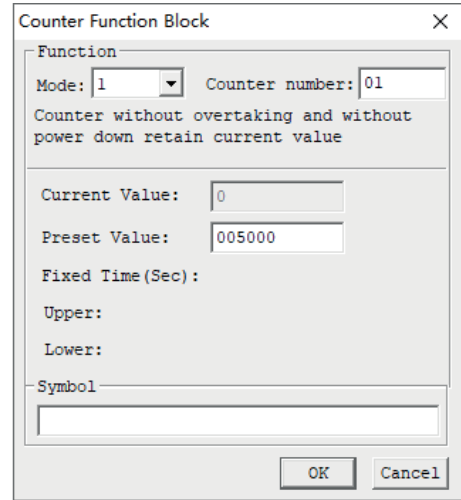 Counter Function Block
Function
Mode: 1 Counter number: 01
Counter without overtaking and without
power down retain current value
Current Value: 0
Preset Value: 005000
Fixed Time(Sec):
Upper:
Lower:
Symbol
OK Cancel